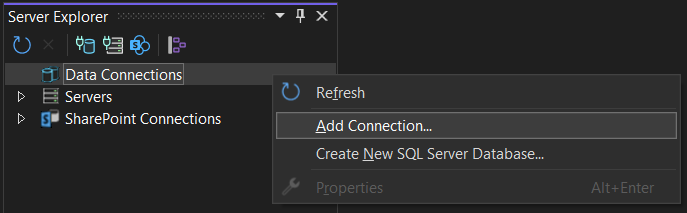 Server Explorer
Data Connections
Servers
SharePoint Connections
Refresh
Add Connection...
Create New SQL Server Database...
Properties Alt+Enter